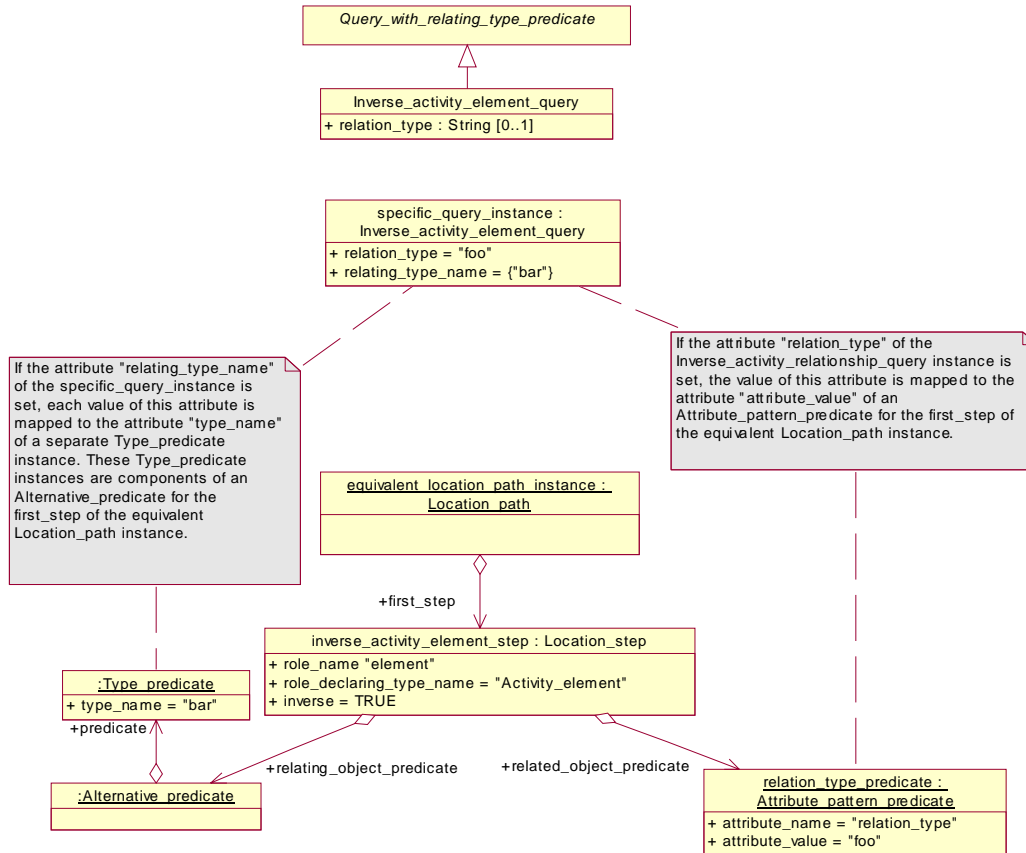 Query_with_relating_type_predicate
Inverse_activity_element_query
+ relation_type : String [0..1]
specific_query_instance :
Inverse_activity_element_query
+ relation_type = "foo"
+ relating_type_name = {"bar"}
If the attribute "relating_type_name"
of the specific_query_instance is
set, each value of this attribute is
mapped to the attribute "type_name"
of a separate Type_predicate
instance. These Type_predicate
instances are components of an
Alternative_predicate for the
first_step of the equivalent
Location_path instance.
If the attribute "relation_type" of the
Inverse_activity_relationship_query instance is
set, the value of this attribute is mapped to the
attribute "attribute_value" of an
Attribute_pattern_predicate for the first_step of
the equivalent Location_path instance.
equivalent_location_path_instance :
Location_path
+first_step
inverse_activity_element_step : Location_step
+ role_name "element"
+ role_declaring_type_name = "Activity_element"
+ inverse = TRUE
:Type_predicate
+ type_name = "bar"
+predicate
+relating_object_predicate
+related_object_predicate
:Alternative_predicate
relation_type_predicate :
Attribute_pattern_predicate
+ attribute_name = "relation_type"
+ attribute_value = "foo"